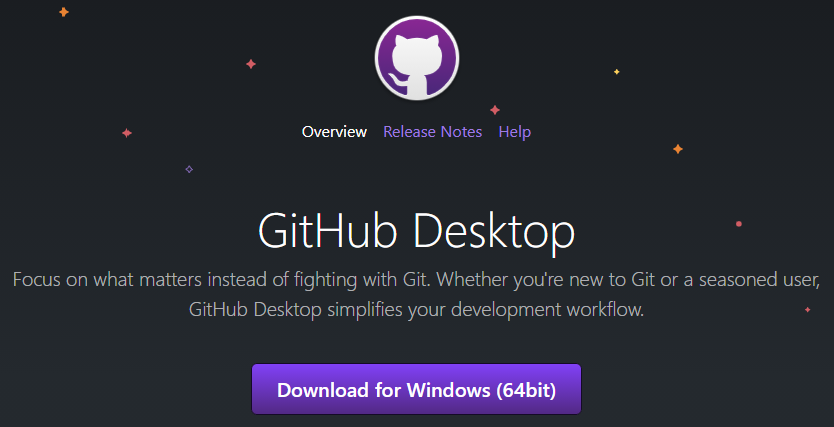 Overview Release Notes Help
GitHub Desktop
Focus on what matters instead of fighting with Git. Whether you're new to Git or a seasoned user,
GitHub Desktop simplifies your development workflow.
Download for Windows (64bit)